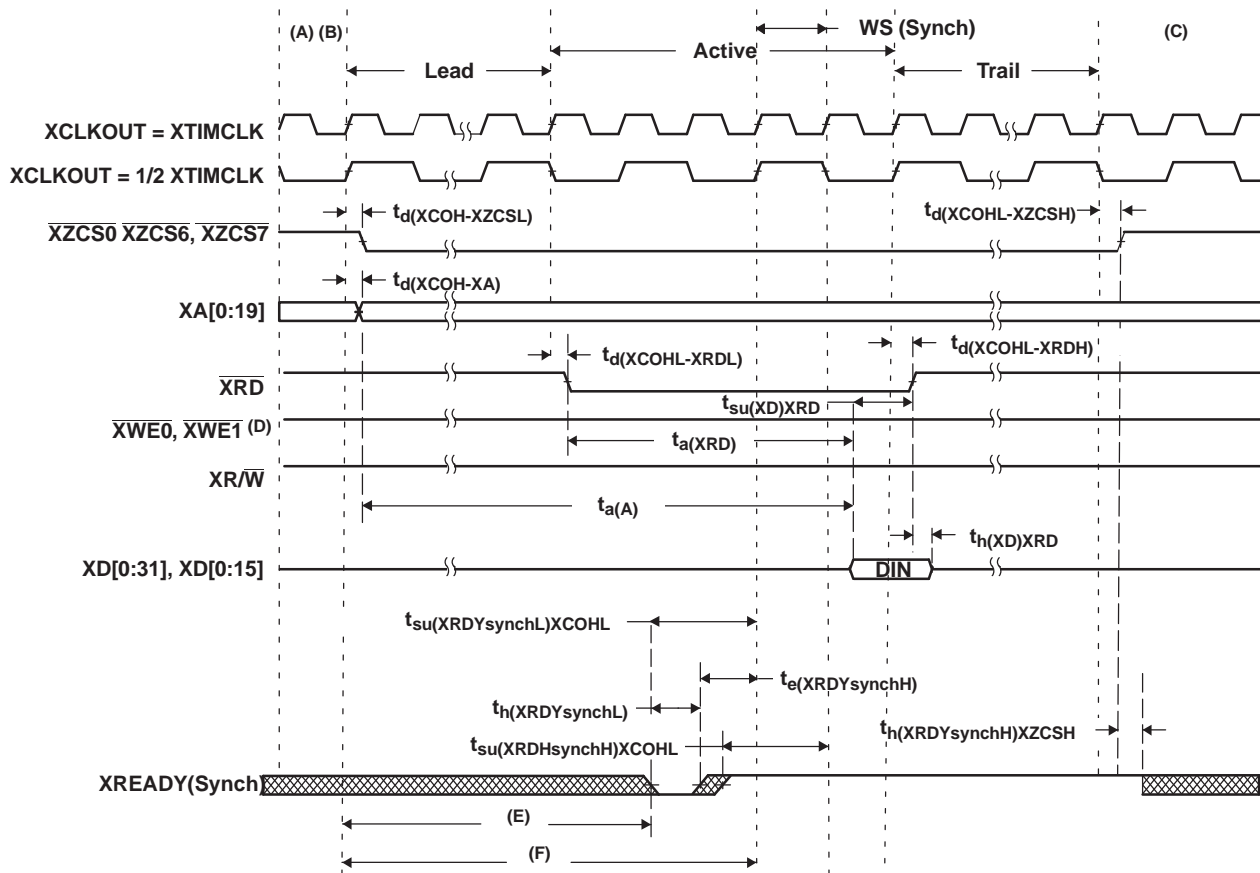 (A) (B)
WS (Synch)
(C)
Active
Lead
Trail
XCLKOUT = XTIMCLK
XCLKOUT = 1/2 XTIMCLK
td(XCOH-XZCSL)
td(XCOHL-XZCSH)
XZCS0 XZCS6, XZCS7
td(XCOH-XA)
XA[0:19]
td(XCOHL-XRDL)
td(XCOHL-XRDH)
XRD
tsu(XD)XRD
XWE0, XWE1 (D)
ta(XRD)
XR/W
ta(A)
th(XD)XRD
XD[0:31], XD[0:15]
DIN
tsu(XRDYsynchL)XCOHL
te(XRDYsynchH)
th(XRDYsynchL)
th(XRDYsynchH)XZCSH
tsu(XRDHsynchH)XCOHL
XREADY(Synch)
(E)
(F)